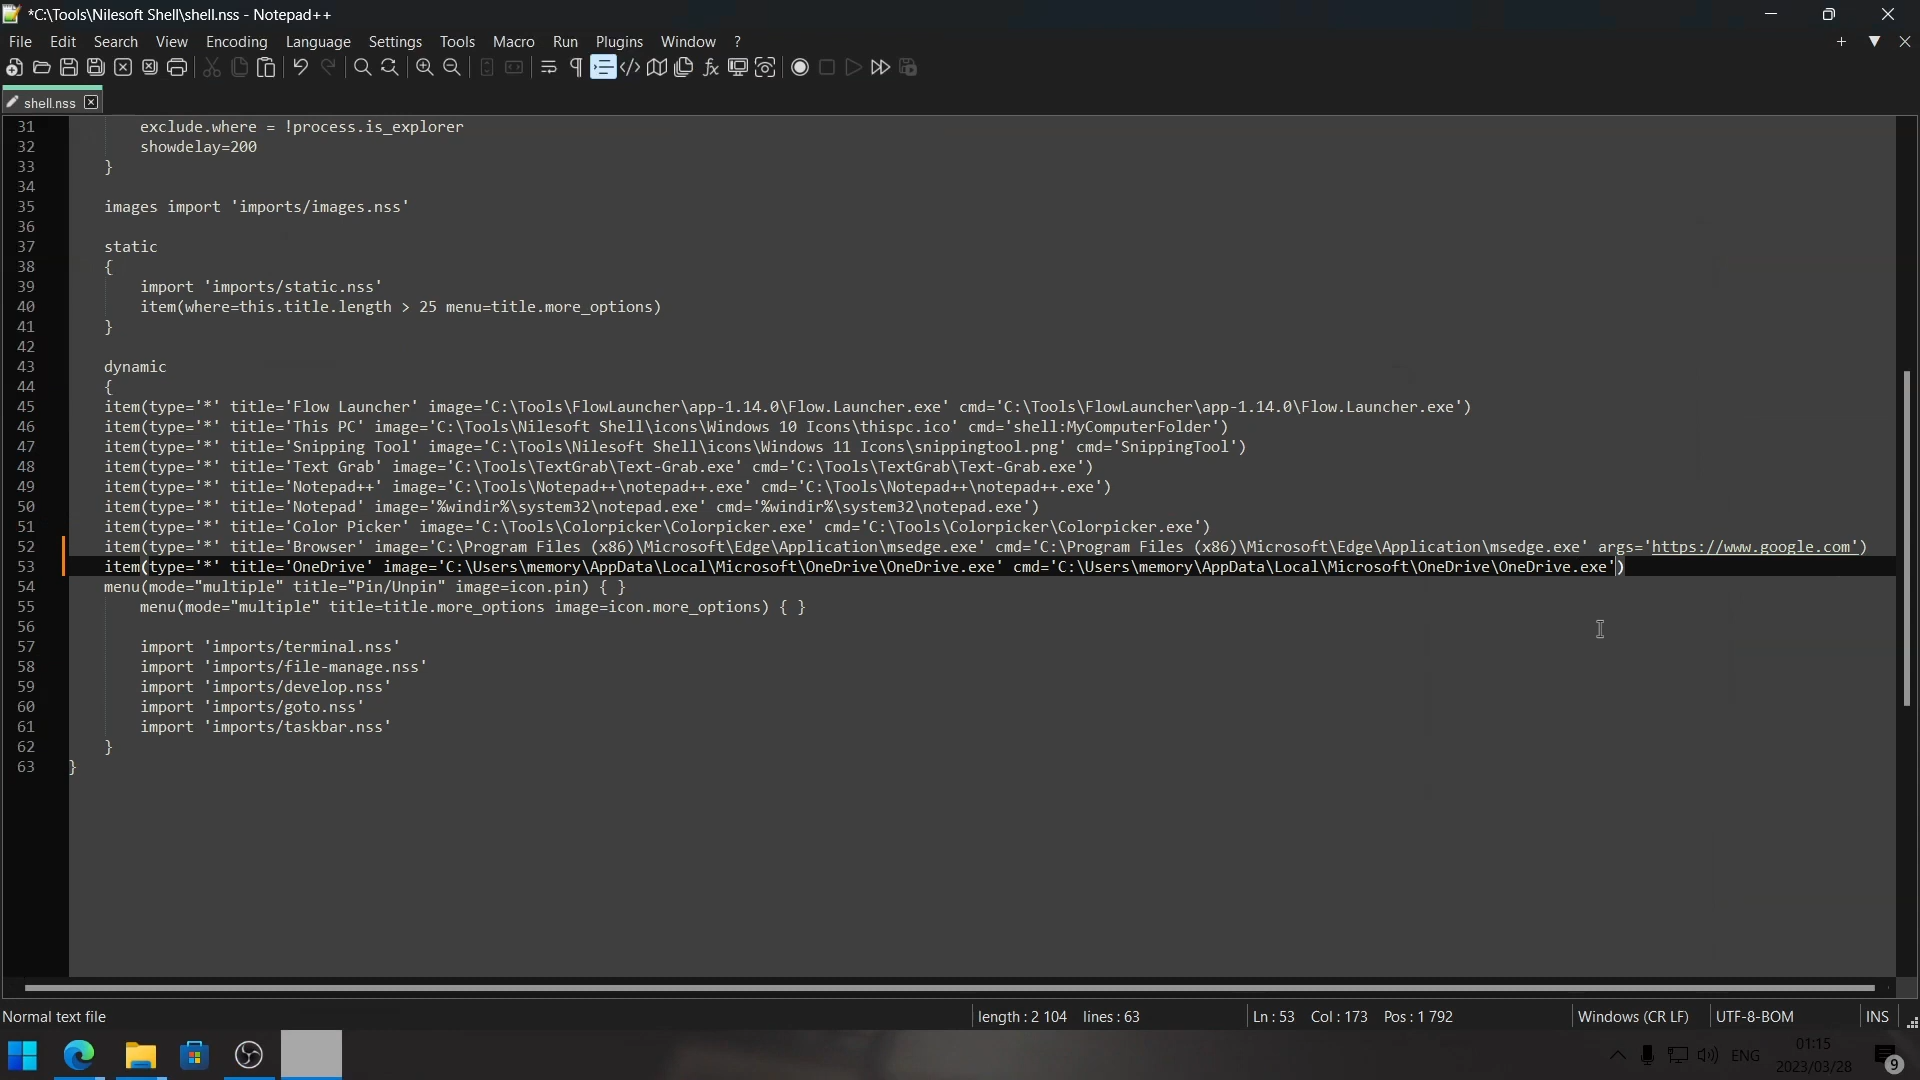 *C:\Tools\Nilesoft Shell\shell.nss - Notepad++
File Edit Search View Encoding Language Settings Tools Macro Run Plugins Window ?
shell.nss
31 exclude.where = !process.is_explorer
32 showdelay=200
33 }
34
35 images import 'imports/images.nss'
36
37 static
38 {
39 import 'imports/static.nss'
40 item(where=this.title.length > 25 menu=title.more_options)
41 }
42
43 dynamic
44 {
45 item(type='*' title='Flow Launcher' image='C:\Tools\FlowLauncher\app-1.14.0\Flow.Launcher.exe' cmd='C:\Tools\FlowLauncher\app-1.14.0\Flow.Launcher.exe')
46 item(type='*' title='This PC' image='C:\Tools\Nilesoft Shell\icons\Windows 10 Icons\thispc.ico' cmd='shell:MyComputerFolder')
47 item(type='*' title='Snipping Tool' image='C:\Tools\Nilesoft Shell\icons\Windows 11 Icons\snippingtool.png' cmd='SnippingTool')
48 item(type='*' title='Text Grab' image='C:\Tools\TextGrab\Text-Grab.exe' cmd='C:\Tools\TextGrab\Text-Grab.exe')
49 item(type='*' title='Notepad++' image='C:\Tools\Notepad++\notepad++.exe' cmd='C:\Tools\Notepad++\notepad++.exe')
50 item(type='*' title='Notepad' image='%windir%\system32\notepad.exe' cmd='%windir%\system32\notepad.exe')
51 item(type='*' title='Color Picker' image='C:\Tools\Colorpicker\Colorpicker.exe' cmd='C:\Tools\Colorpicker\Colorpicker.exe')
52 item(type='*' title='Browser' image='C:\Program Files (x86)\Microsoft\Edge\Application\msedge.exe' cmd='C:\Program Files (x86)\Microsoft\Edge\Application\msedge.exe' args='https://www.google.com')
53 item(type='*' title='OneDrive' image='C:\Users\memory\AppData\Local\Microsoft\OneDrive\OneDrive.exe' cmd='C:\Users\memory\AppData\Local\Microsoft\OneDrive\OneDrive.exe')
54 menu(mode="multiple" title="Pin/Unpin" image=icon.pin) { }
55 menu(mode="multiple" title=title.more_options image=icon.more_options) { }
56
57 import 'imports/terminal.nss'
58 import 'imports/file-manage.nss'
59 import 'imports/develop.nss'
60 import 'imports/goto.nss'
61 import 'imports/taskbar.nss'
62 }
63 }
Normal text file length : 2 104 lines : 63 Ln : 53 Col : 173 Pos : 1 792 Windows (CR LF) UTF-8-BOM INS
ENG 01:15 9
2023/03/28